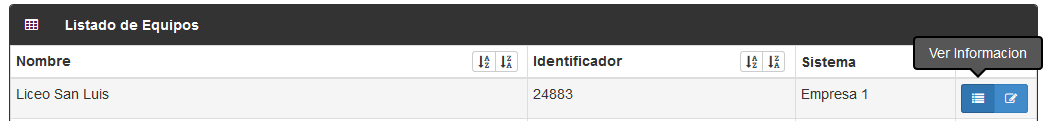 Listado de Equipos
Nombre
Identificador
Sistema
Ver Informacion
Liceo San Luis
24883
Empresa 1